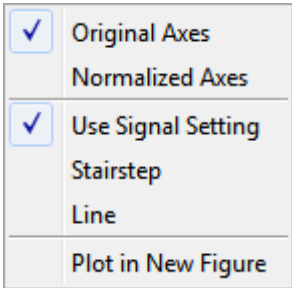 Original Axes
Normalized Axes
Use Signal Setting
Stairstep
Line
Plot in New Figure